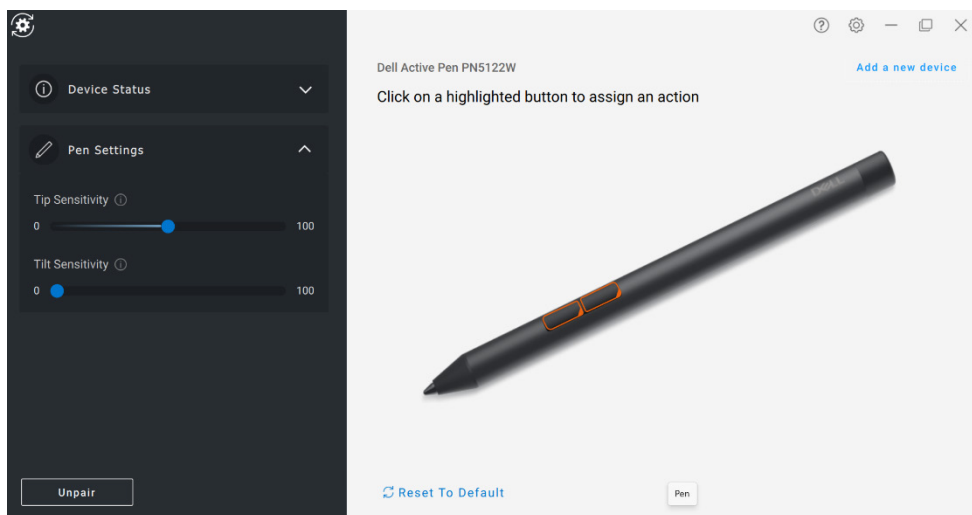 Device Status
Pen Settings
Tip Sensitivity
0 100
Tilt Sensitivity
0 100
Unpair
Dell Active Pen PN5122W
Add a new device
Click on a highlighted button to assign an action
DELL
Reset To Default
Pen